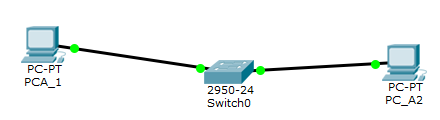 PC-PT
PCA_1
2950-24
Switch0
PC-PT
PC_A2